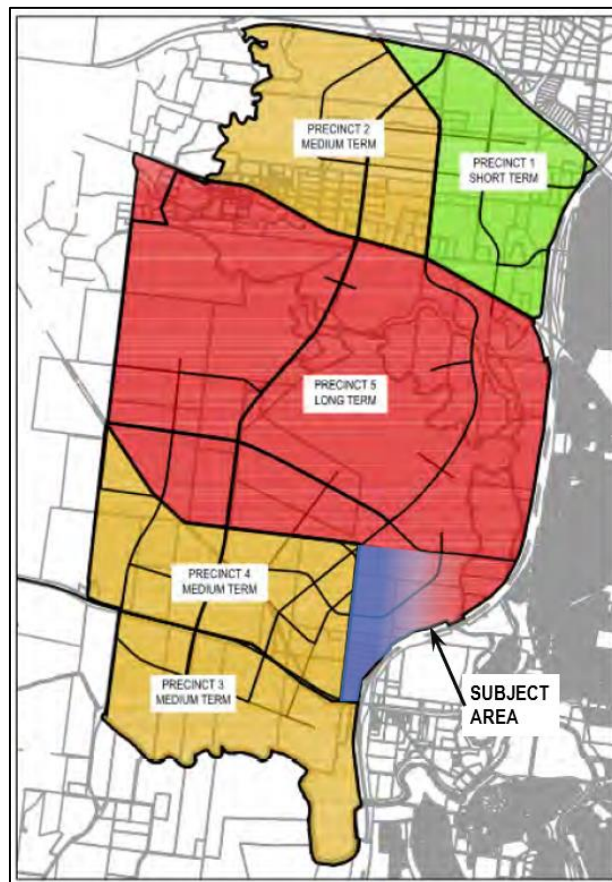 PRECINCT 2
MEDIUM TERM
PRECINCT 1
SHORT TERM
PRECINCT 5
LONG TERM
PRECINCT 4
MEDIUM TERM
PRECINCT 3
MEDIUM TERM
SUBJECT
AREA